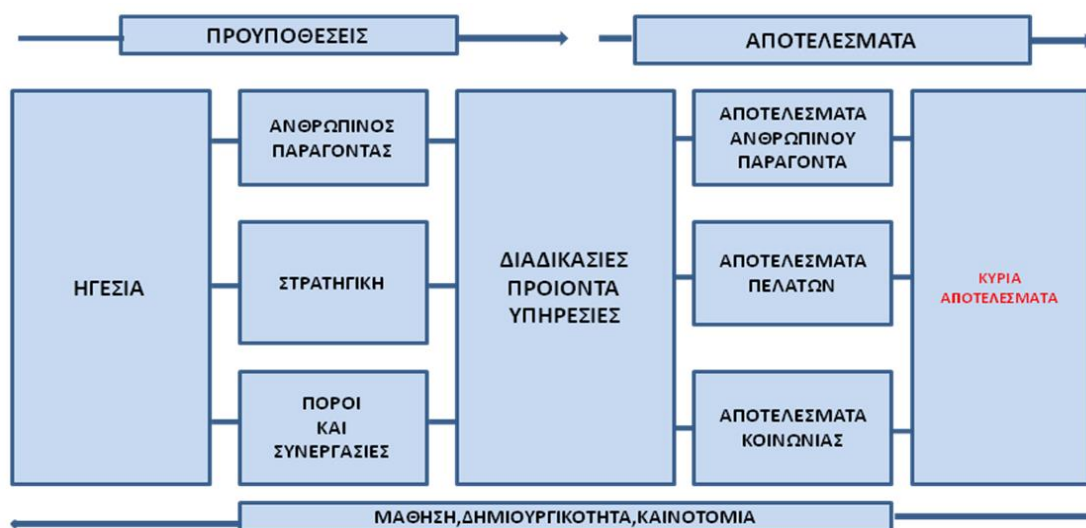 ΠΡΟΥΠΟΘΕΣΕΙΣ
ΑΠΟΤΕΛΕΣΜΑΤΑ
ΗΓΕΣΙΑ
ΑΝΘΡΩΠΙΝΟΣ
ΠΑΡΑΓΟΝΤΑΣ
ΣΤΡΑΤΗΓΙΚΗ
ΠΟΡΟΙ
ΚΑΙ
ΣΥΝΕΡΓΑΣΙΕΣ
ΔΙΑΔΙΚΑΣΙΕΣ
ΠΡΟΙΟΝΤΑ
ΥΠΗΡΕΣΙΕΣ
ΑΠΟΤΕΛΕΣΜΑΤΑ
ΑΝΘΡΩΠΙΝΟΥ
ΠΑΡΑΓΟΝΤΑ
ΑΠΟΤΕΛΕΣΜΑΤΑ
ΠΕΛΑΤΩΝ
ΑΠΟΤΕΛΕΣΜΑΤΑ
ΚΟΙΝΩΝΙΑΣ
ΚΥΡΙΑ
ΑΠΟΤΕΛΕΣΜΑΤΑ
ΜΑΘΗΣΗ,ΔΗΜΙΟΥΡΓΙΚΟΤΗΤΑ,ΚΑΙΝΟΤΟΜΙΑ